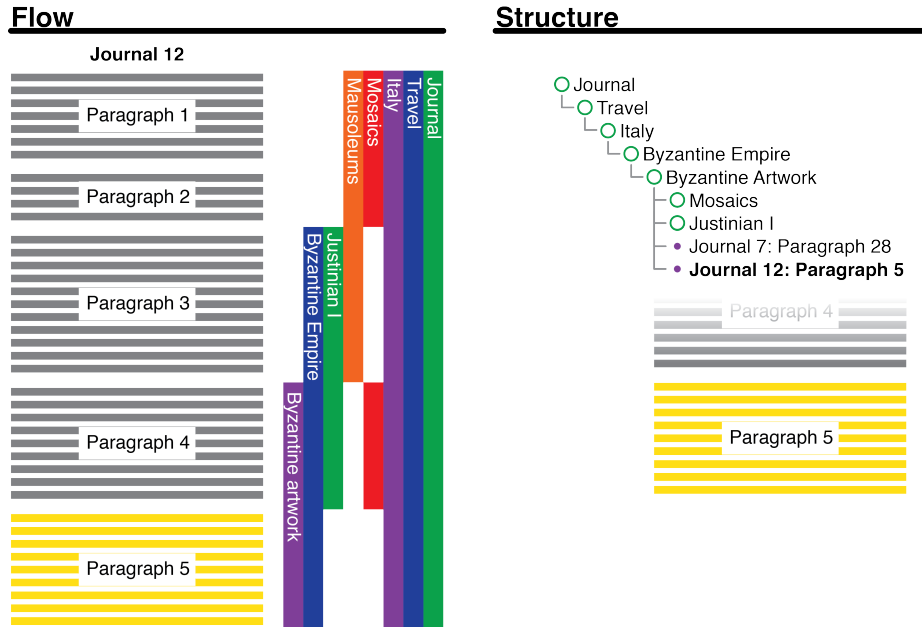 Flow
Journal 12
Paragraph 1
Paragraph 2
Paragraph 3
Paragraph 4
Paragraph 5
Byzantine artwork
Byzantine Empire
Justinian I
Mausoleums
Mosaics
Italy
Travel
Journal
Structure
Journal
Travel
Italy
Byzantine Empire
Byzantine Artwork
Mosaics
Justinian I
Journal 7: Paragraph 28
Journal 12: Paragraph 5
Paragraph 4
Paragraph 5